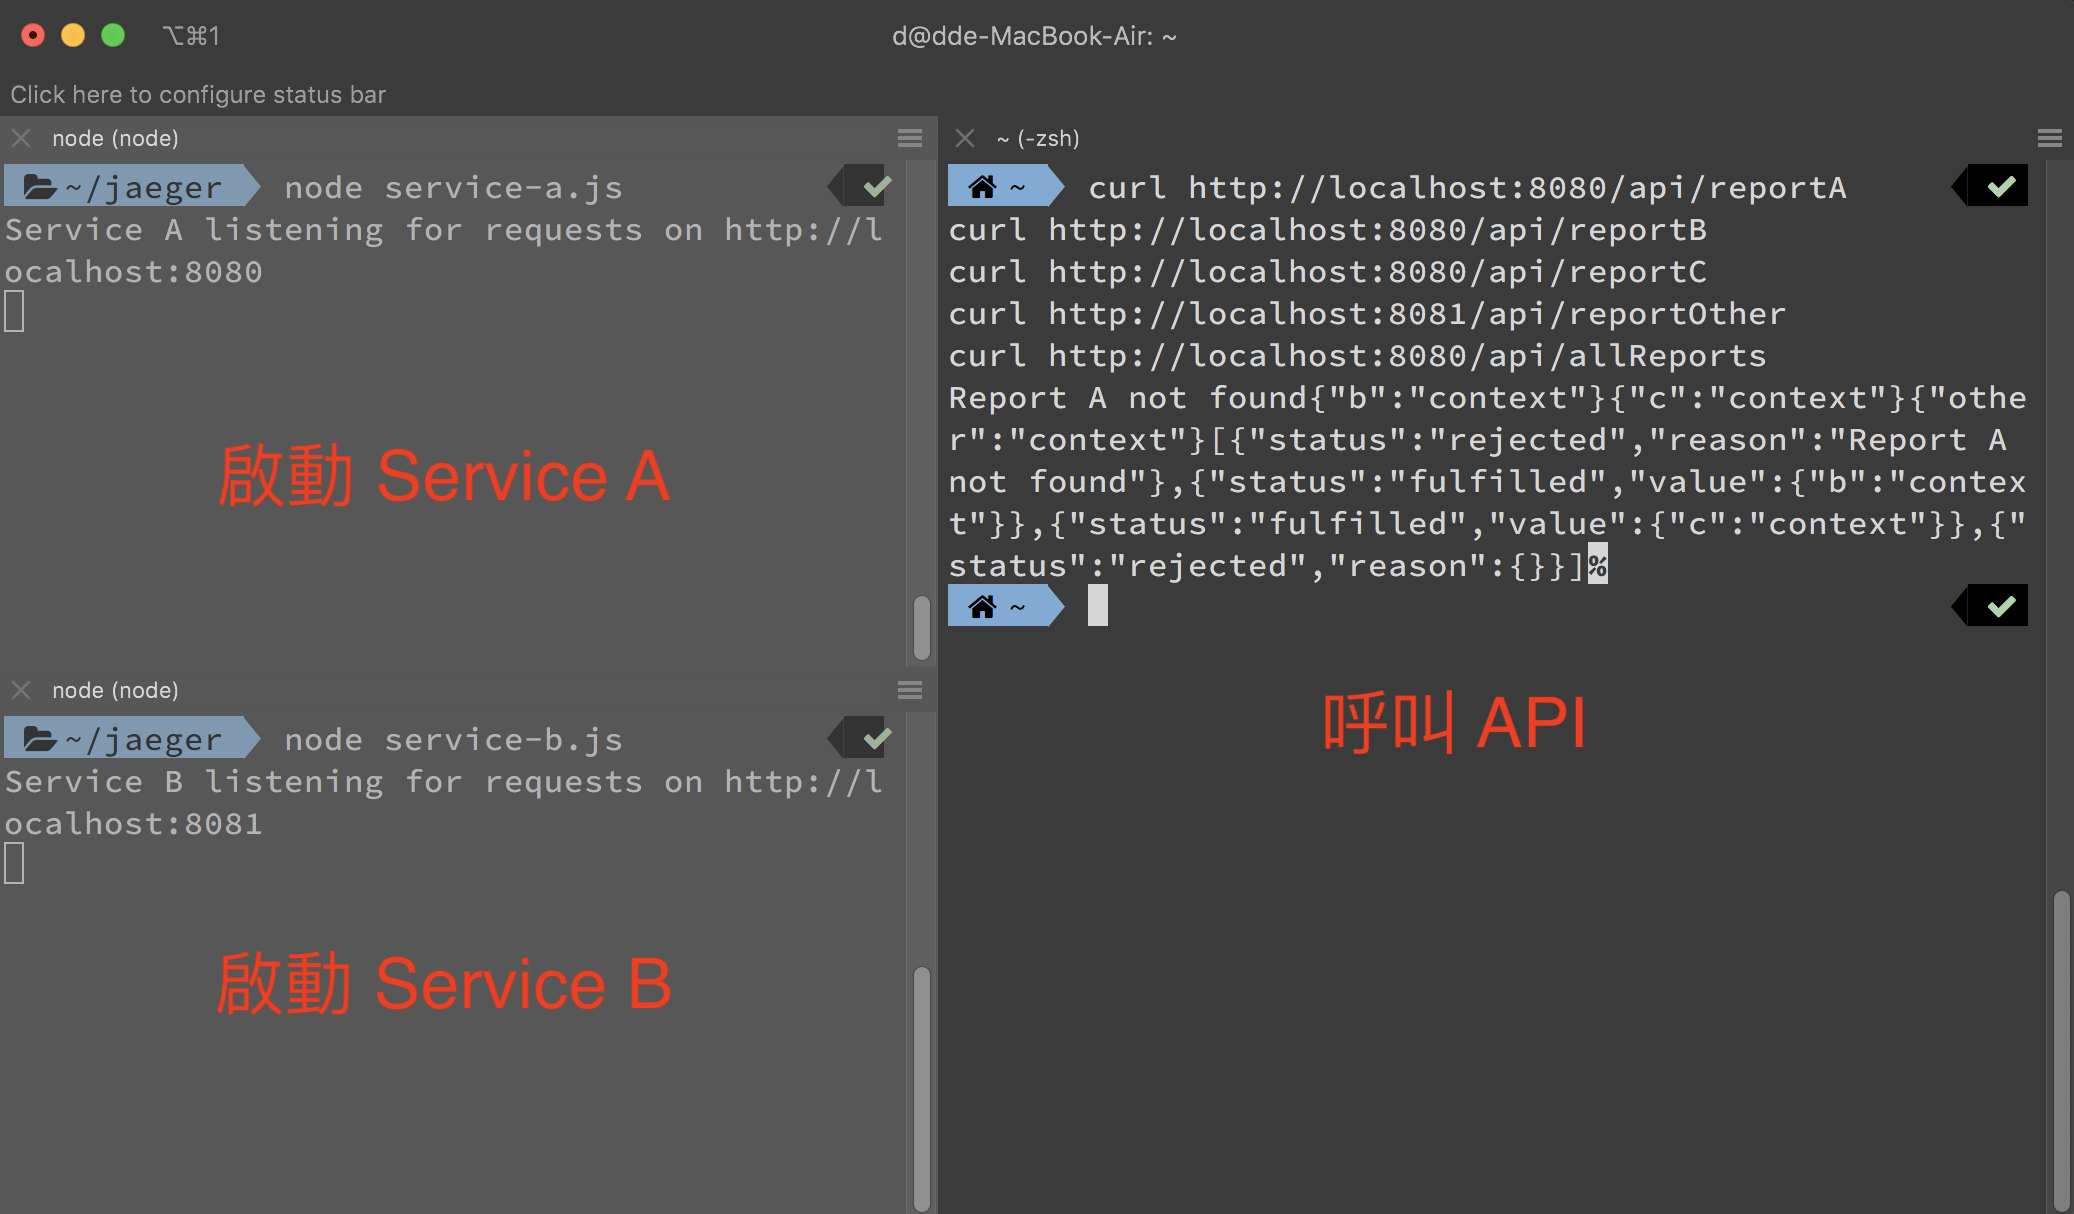 ⌥⌘1
d@dde-MacBook-Air: ~
Click here to configure status bar
node (node)
~/jaeger node service-a.js
Service A listening for requests on http://l
ocalhost:8080
啟動 Service A
node (node)
~/jaeger node service-b.js
Service B listening for requests on http://l
ocalhost:8081
啟動 Service B
~ (-zsh)
~ curl http://localhost:8080/api/reportA
curl http://localhost:8080/api/reportB
curl http://localhost:8080/api/reportC
curl http://localhost:8081/api/reportOther
curl http://localhost:8080/api/allReports
Report A not found{"b":"context"}{"c":"context"}{"othe
r":"context"}[{"status":"rejected","reason":"Report A
not found"},{"status":"fulfilled","value":{"b":"contex
t"}},{"status":"fulfilled","value":{"c":"context"}},{"
status":"rejected","reason":{}}]%
~
呼叫 API